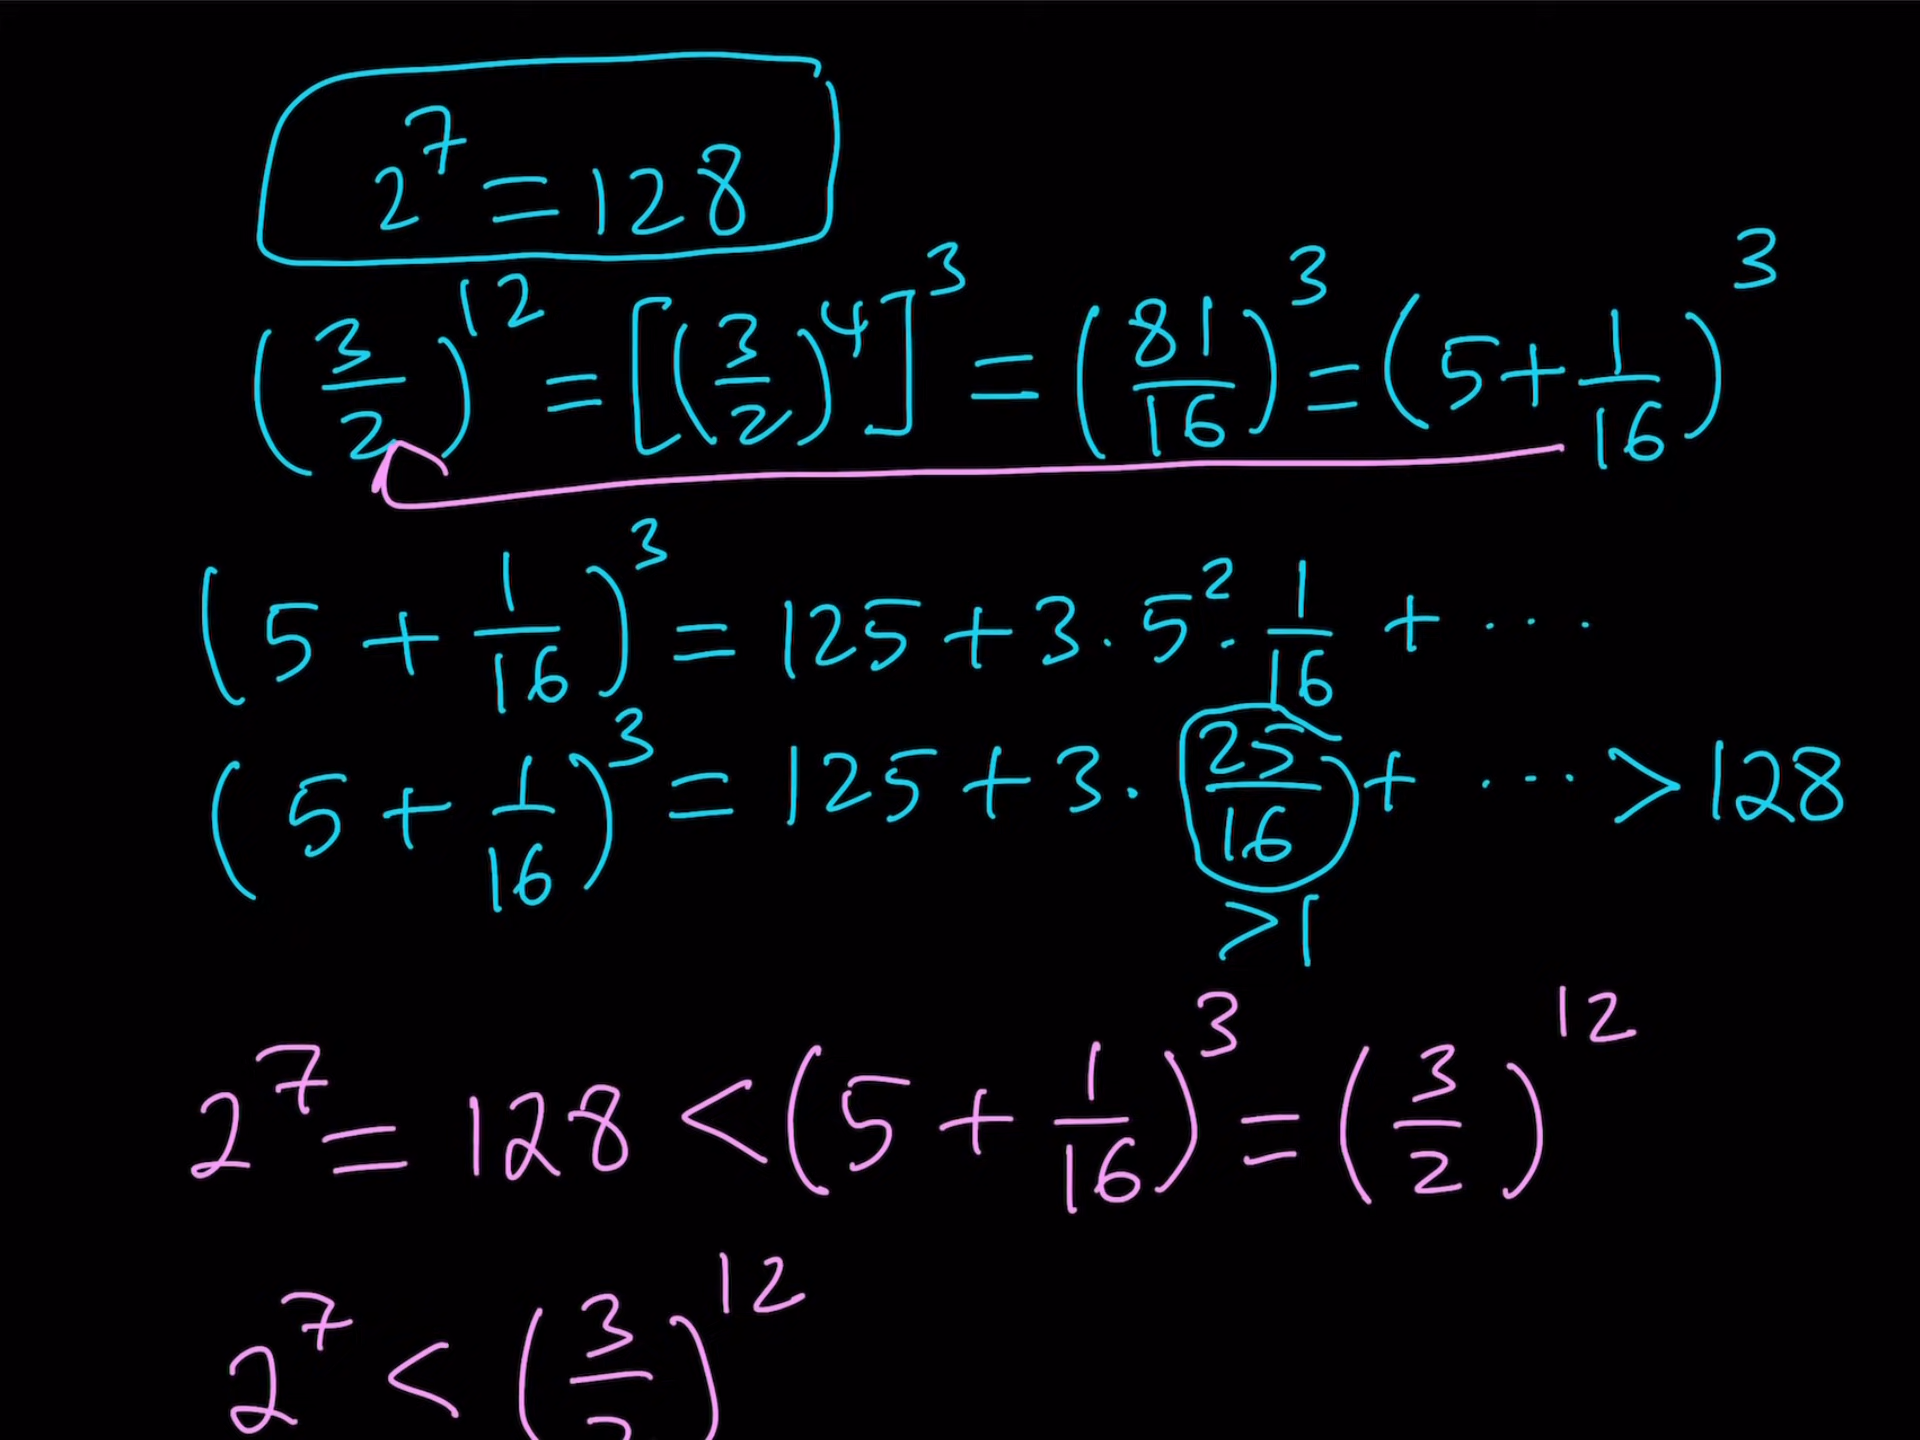 2^7 = 128
(3/2)^12 = [(3/2)^4]^3 = (81/16)^3 = (5 + 1/16)^3
(5 + 1/16)^3 = 125 + 3 · 5^2 · 1/16 + ....
(5 + 1/16)^3 = 125 + 3 · 25/16 + .... > 128
> 1
2^7 = 128 < (5 + 1/16)^3 = (3/2)^12
2^7 < (3/2)^12